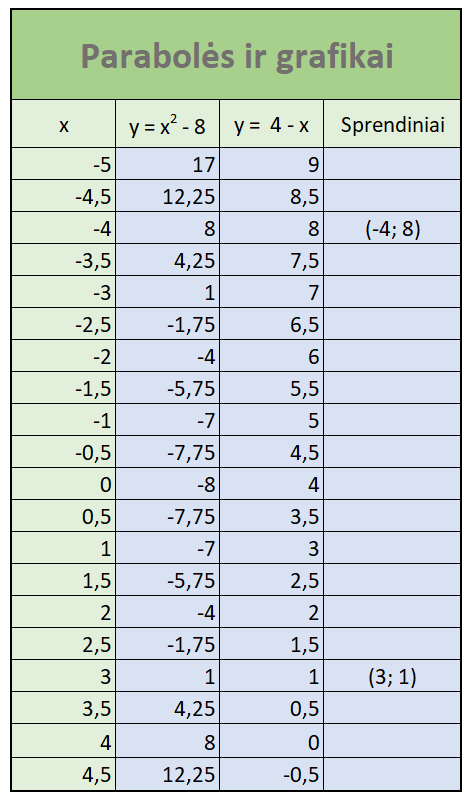 Parabolės ir grafikai
x y = x² - 8 y = 4 - x Sprendiniai
-5 17 9
-4,5 12,25 8,5
-4 8 8 (-4; 8)
-3,5 4,25 7,5
-3 1 7
-2,5 -1,75 6,5
-2 -4 6
-1,5 -5,75 5,5
-1 -7 5
-0,5 -7,75 4,5
0 -8 4
0,5 -7,75 3,5
1 -7 3
1,5 -5,75 2,5
2 -4 2
2,5 -1,75 1,5
3 1 1 (3; 1)
3,5 4,25 0,5
4 8 0
4,5 12,25 -0,5